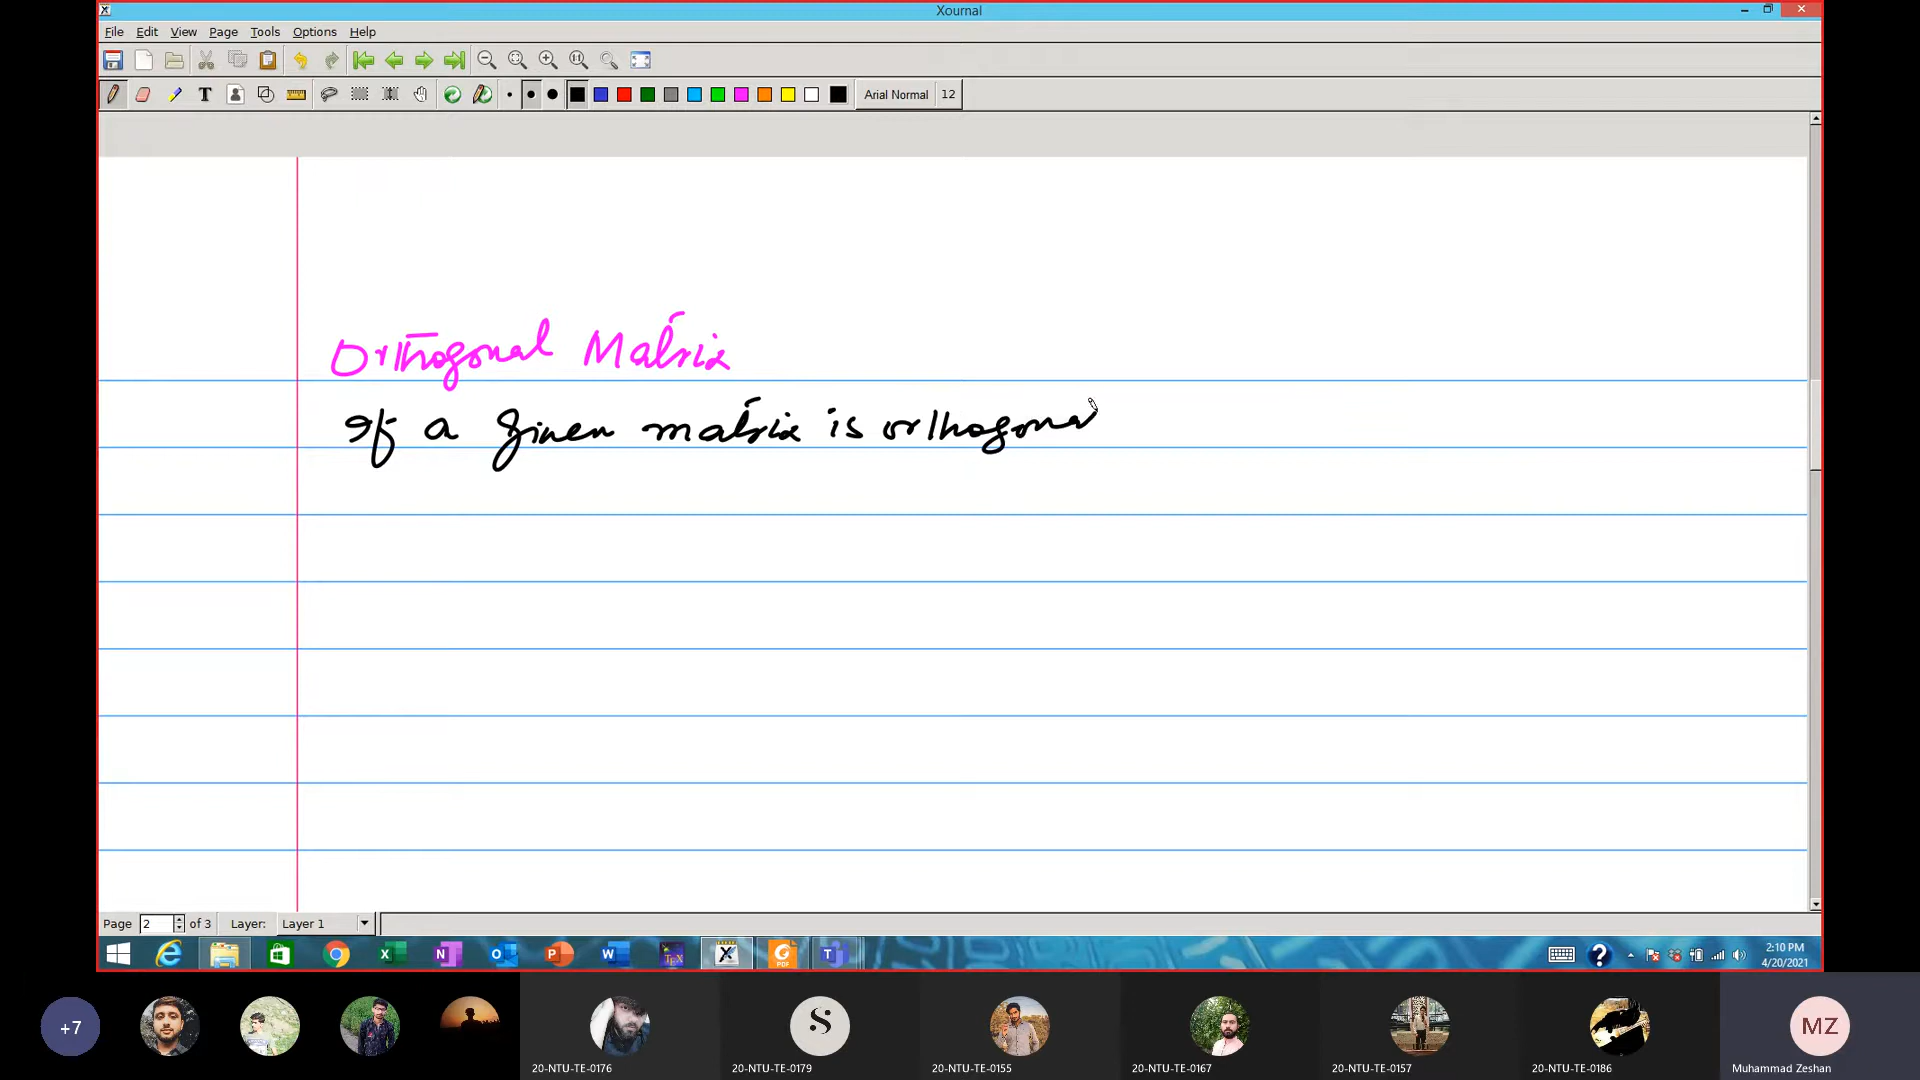 Xournal
File Edit View Page Tools Options Help
Arial Normal 12
Orthogonal Matrix
If a given matrix is orthogonal
Page 2 of 3 Layer: Layer 1
2:10 PM
4/20/2021
+7
S
MZ
20-NTU-TE-0176 20-NTU-TE-0179 20-NTU-TE-0155 20-NTU-TE-0167 20-NTU-TE-0157 20-NTU-TE-0186 Muhammad Zeshan